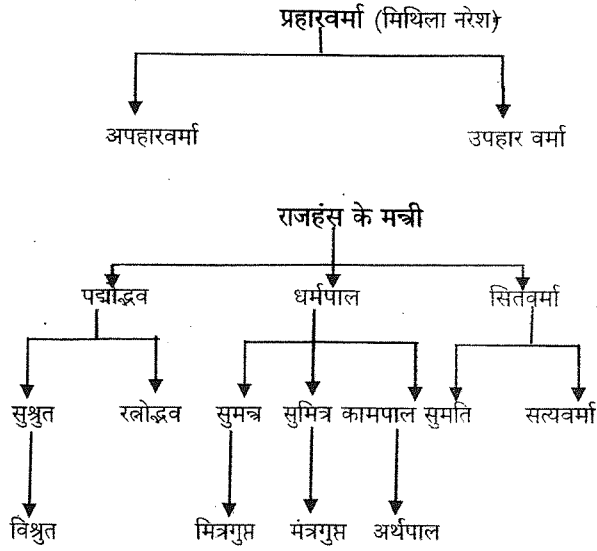 प्रहारवर्मा (मिथिला नरेश)
अपहारवर्मा उपहार वर्मा
राजहंस के मन्त्री
पद्योद्भव धर्मपाल सितवर्मा
सुश्रुत रत्नोद्भव सुमन्त्र सुमित्र कामपाल सुमति सत्यवर्मा
विश्रुत मित्रगुप्त मंत्रगुप्त अर्थपाल